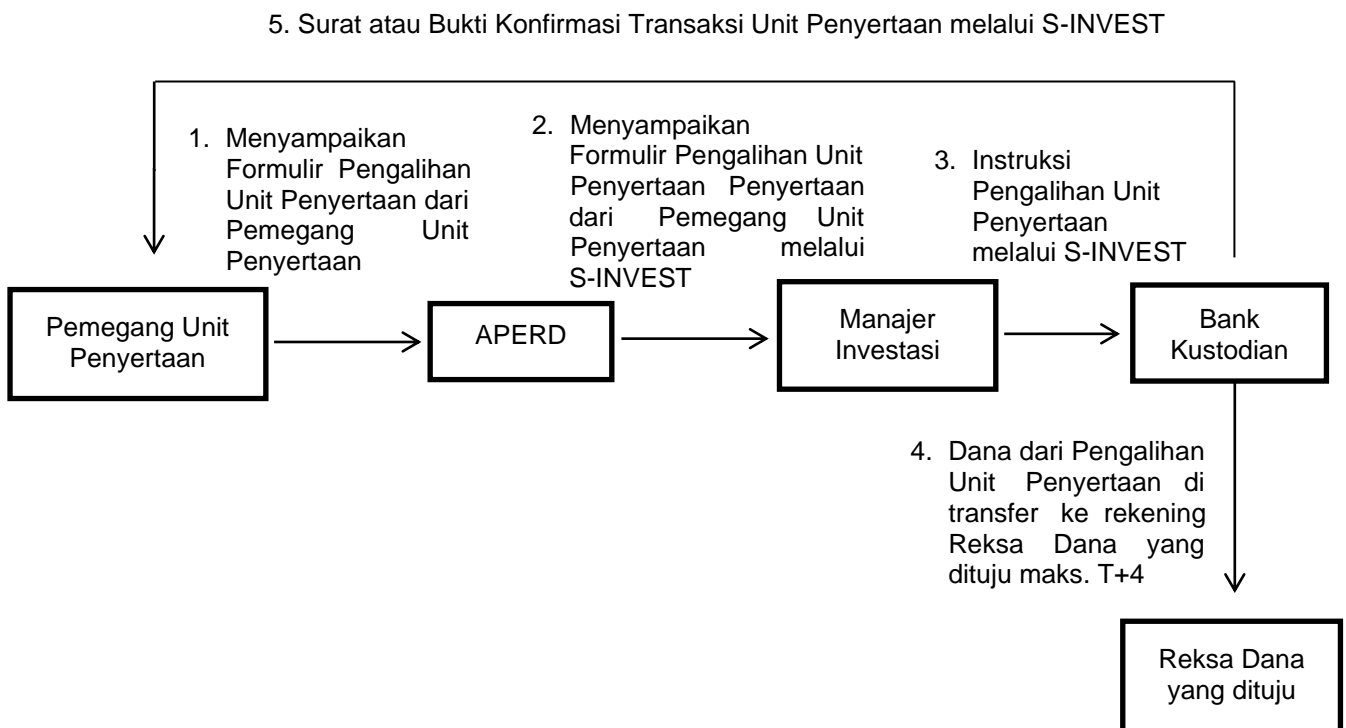 5. Surat atau Bukti Konfirmasi Transaksi Unit Penyertaan melalui S-INVEST
1. Menyampaikan
Formulir Pengalihan
Unit Penyertaan dari
Pemegang Unit
Penyertaan
2. Menyampaikan
Formulir Pengalihan Unit
Penyertaan Penyertaan
dari Pemegang Unit
Penyertaan melalui
S-INVEST
3. Instruksi
Pengalihan Unit
Penyertaan
melalui S-INVEST
Pemegang Unit
Penyertaan
APERD
Manajer
Investasi
Bank
Kustodian
4. Dana dari Pengalihan
Unit Penyertaan di
transfer ke rekening
Reksa Dana yang
dituju maks. T+4
Reksa Dana
yang dituju